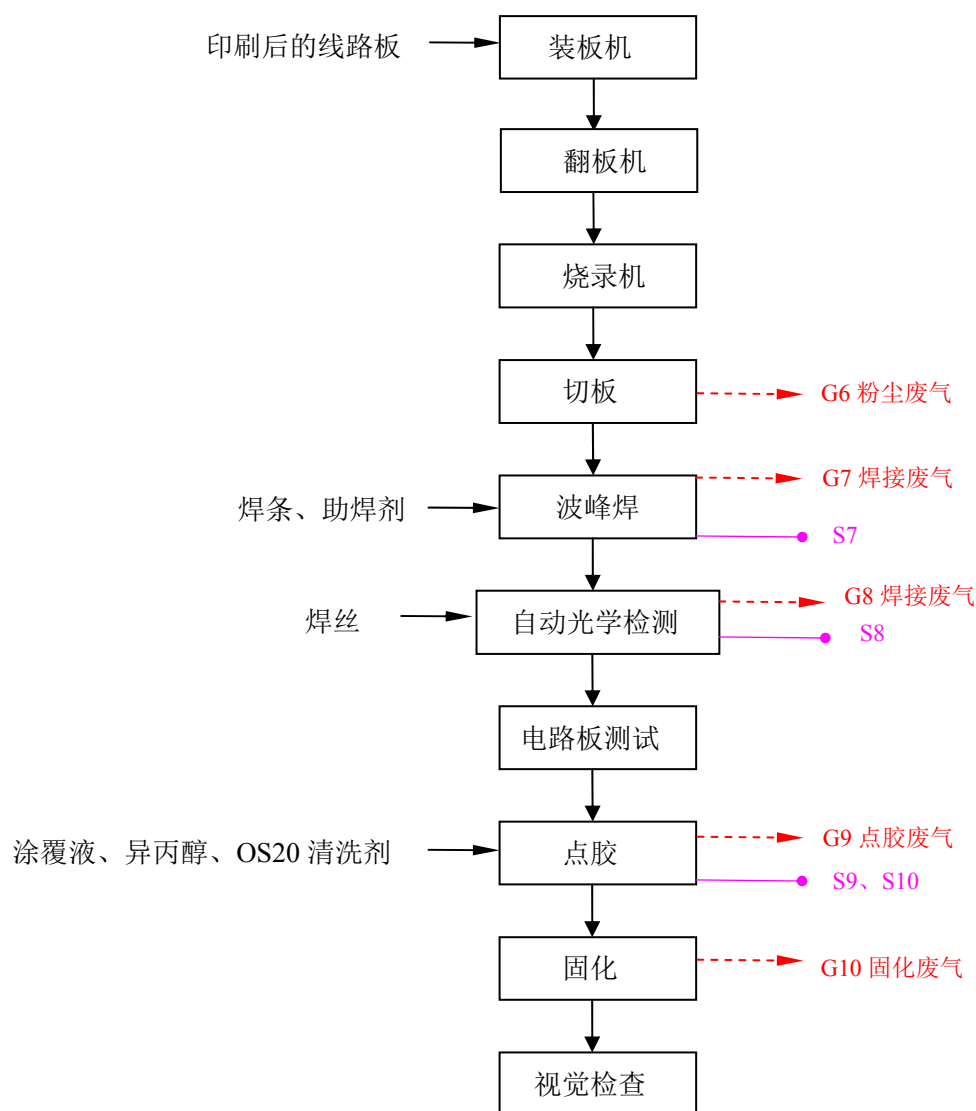 印刷后的线路板
装板机
翻板机
烧录机
切板
G6 粉尘废气
焊条、助焊剂
波峰焊
G7 焊接废气
S7
焊丝
自动光学检测
G8 焊接废气
S8
电路板测试
涂覆液、异丙醇、OS20 清洗剂
点胶
G9 点胶废气
S9、S10
固化
G10 固化废气
视觉检查